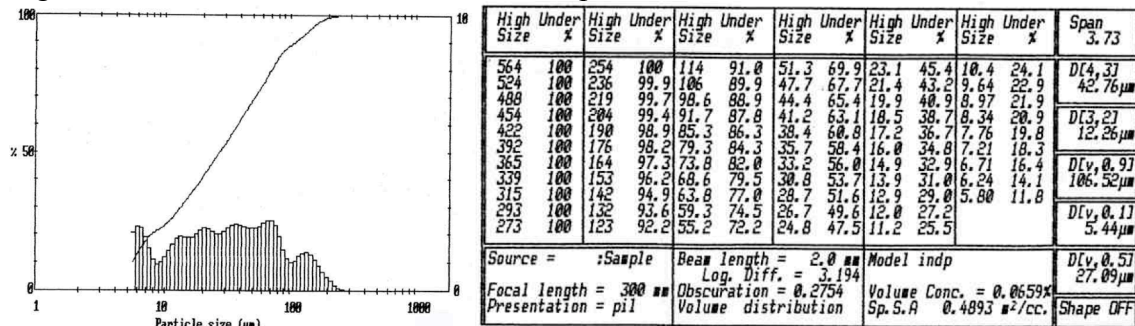 100 10
% 50
0 0
1 10 100 1000
Particle size (µm)
High Under High Under High Under High Under High Under High Under Span
Size % Size % Size % Size % Size % Size % 3.73
564 100 254 100 114 91.0 51.3 69.9 23.1 45.4 10.4 24.1 D[4,3]
524 100 236 99.9 106 89.9 47.7 67.7 21.4 43.2 9.64 22.9 42.76µm
488 100 219 99.7 98.6 88.9 44.4 65.4 19.9 40.9 8.97 21.9
454 100 204 99.4 91.7 87.8 41.2 63.1 18.5 38.7 8.34 20.9 D[3,2]
422 100 190 98.9 85.3 86.3 38.4 60.8 17.2 36.7 7.76 19.8 12.26µm
392 100 176 98.2 79.3 84.3 35.7 58.4 16.0 34.8 7.21 18.3
365 100 164 97.3 73.8 82.0 33.2 56.0 14.9 32.9 6.71 16.4 D[v,0.9]
339 100 153 96.2 68.6 79.5 30.8 53.7 13.9 31.0 6.24 14.1 106.52µm
315 100 142 94.9 63.8 77.0 28.7 51.6 12.9 29.0 5.80 11.8
293 100 132 93.6 59.3 74.5 26.7 49.6 12.0 27.2 D[v,0.1]
273 100 123 92.2 55.2 72.2 24.8 47.5 11.2 25.5 5.44µm
Source = :Sample Beam length = 2.0 mm Model indp D[v,0.5]
Log. Diff. = 3.194 27.09µm
Focal length = 300 mm Obscuration = 0.2754 Volume Conc. = 0.0659%
Presentation = pil Volume distribution Sp.S.A 0.4893 m²/cc. Shape OFF